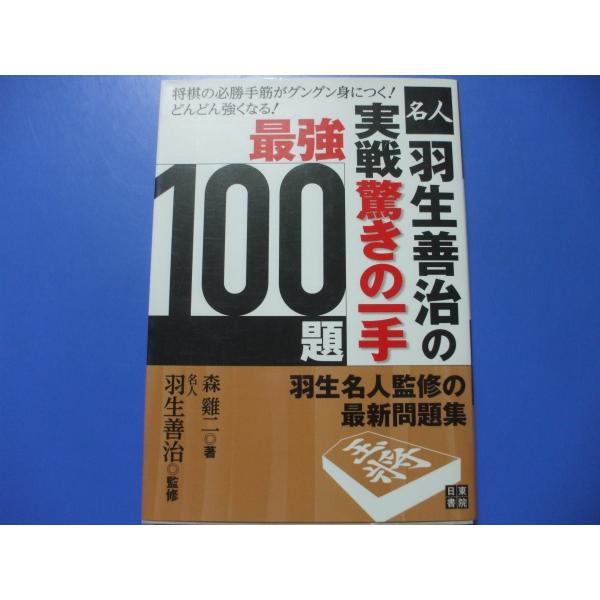 将棋の必勝手筋がグングン身につく!
どんどん強くなる!
名人
羽生善治の
実戦驚きの一手
最強
100
題
羽生名人監修の
最新問題集
森雞二◎著
名人
羽生善治◎監修
玉将
日東書院